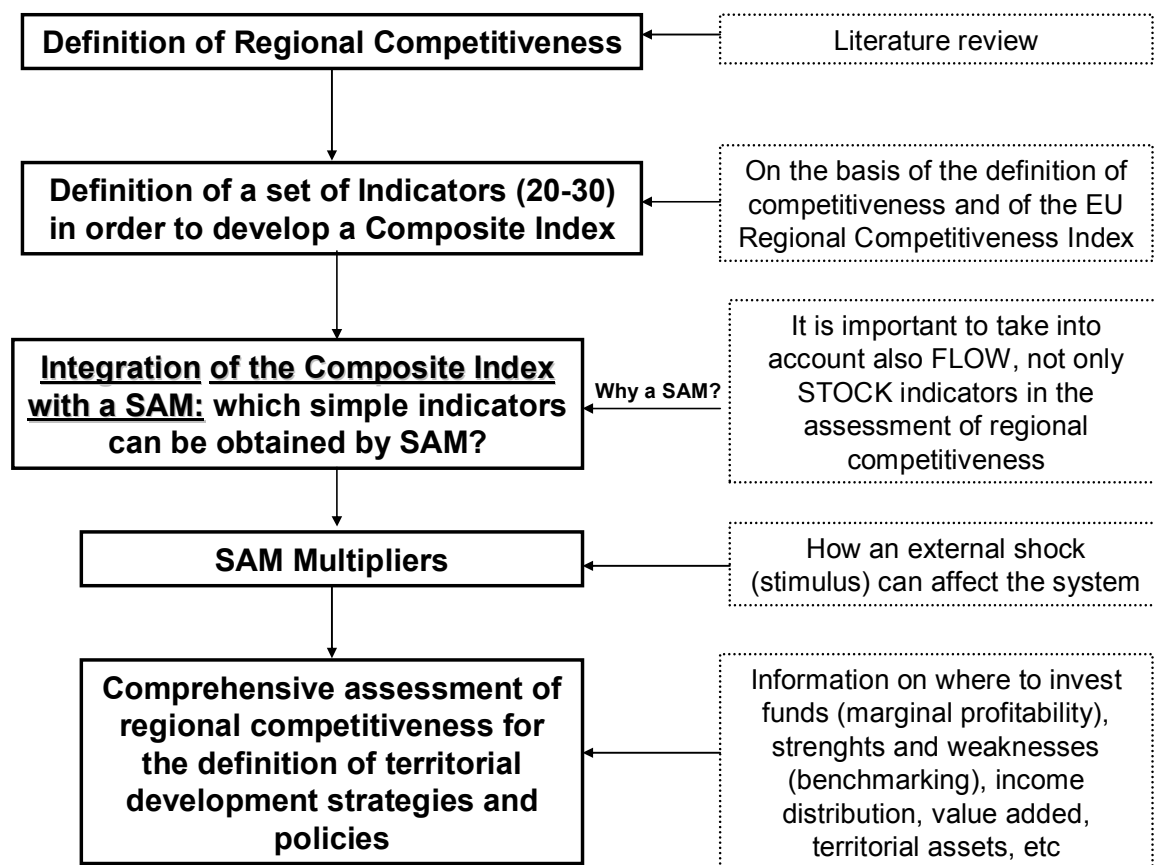 Definition of Regional Competitiveness
Literature review
Definition of a set of Indicators (20-30)
in order to develop a Composite Index
On the basis of the definition of
competitiveness and of the EU
Regional Competitiveness Index
Integration of the Composite Index
with a SAM: which simple indicators
can be obtained by SAM?
Why a SAM?
It is important to take into
account also FLOW, not only
STOCK indicators in the
assessment of regional
competitiveness
SAM Multipliers
How an external shock
(stimulus) can affect the system
Comprehensive assessment of
regional competitiveness for
the definition of territorial
development strategies and
policies
Information on where to invest
funds (marginal profitability),
strenghts and weaknesses
(benchmarking), income
distribution, value added,
territorial assets, etc